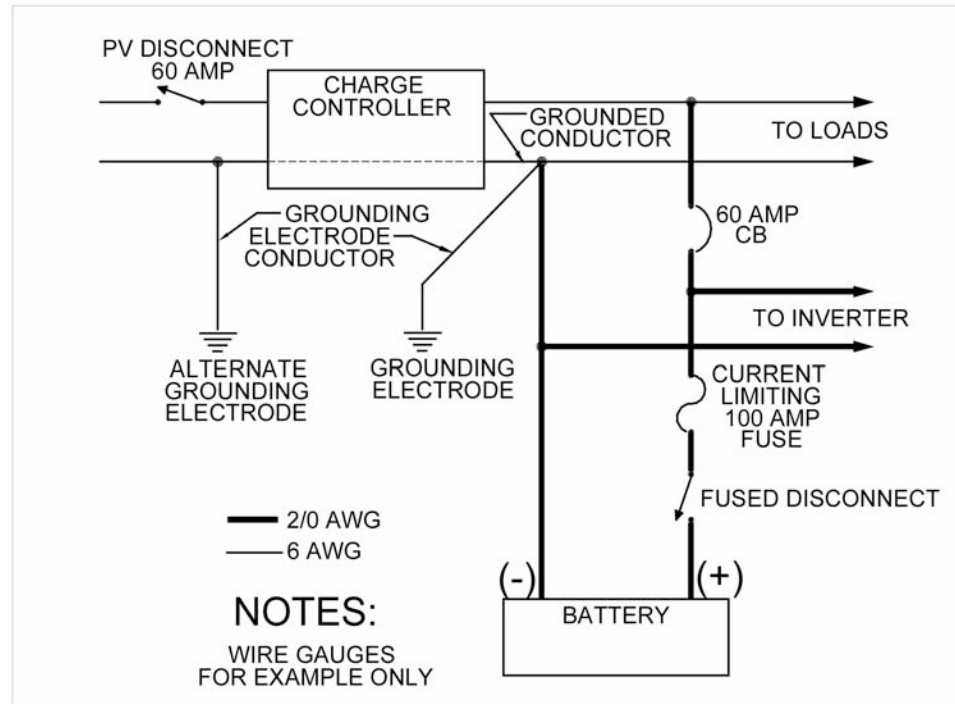 PV DISCONNECT
60 AMP
CHARGE
CONTROLLER
GROUNDED
CONDUCTOR
TO LOADS
GROUNDING
ELECTRODE
CONDUCTOR
60 AMP
CB
TO INVERTER
ALTERNATE
GROUNDING
ELECTRODE
GROUNDING
ELECTRODE
CURRENT
LIMITING
100 AMP
FUSE
FUSED DISCONNECT
2/0 AWG
6 AWG
(-)
(+)
BATTERY
NOTES:
WIRE GAUGES
FOR EXAMPLE ONLY